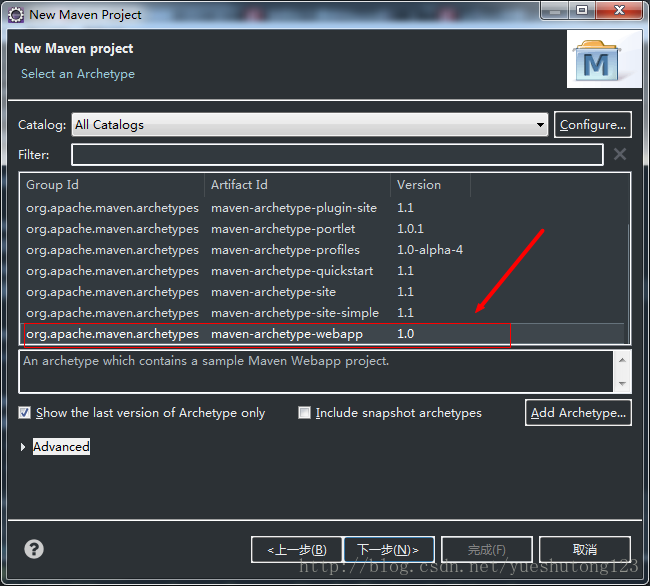 New Maven Project
New Maven project
Select an Archetype
M
Catalog: All Catalogs Configure...
Filter:
Group Id Artifact Id Version
org.apache.maven.archetypes maven-archetype-plugin-site 1.1
org.apache.maven.archetypes maven-archetype-portlet 1.0.1
org.apache.maven.archetypes maven-archetype-profiles 1.0-alpha-4
org.apache.maven.archetypes maven-archetype-quickstart 1.1
org.apache.maven.archetypes maven-archetype-site 1.1
org.apache.maven.archetypes maven-archetype-site-simple 1.1
org.apache.maven.archetypes maven-archetype-webapp 1.0
An archetype which contains a sample Maven Webapp project.
Show the last version of Archetype only Include snapshot archetypes Add Archetype...
Advanced
? <上一步(B) 下一步(N)> 完成(F) 取消
http://blog.csdn.net/yueshutong123